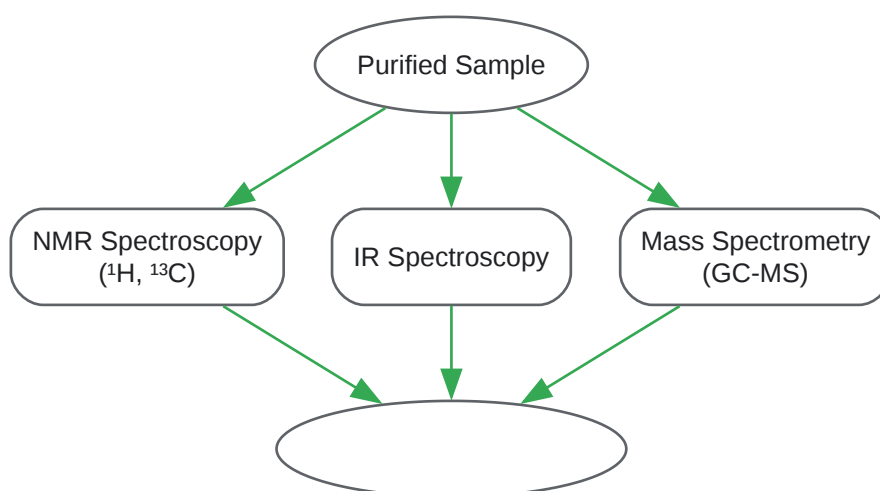 Purified Sample
NMR Spectroscopy
(¹H, ¹³C)
IR Spectroscopy
Mass Spectrometry
(GC-MS)